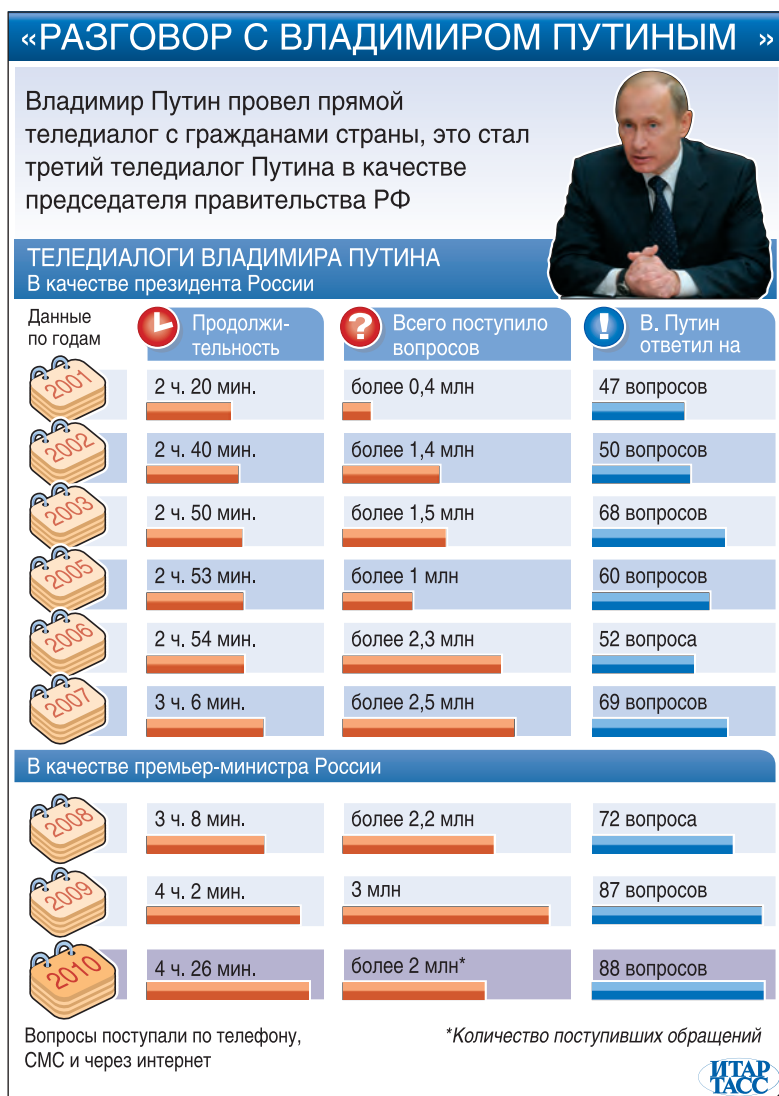 «РАЗГОВОР С ВЛАДИМИРОМ ПУТИНЫМ »
Владимир Путин провел прямой
теледиалог с гражданами страны, это стал
третий теледиалог Путина в качестве
председателя правительства РФ
ТЕЛЕДИАЛОГИ ВЛАДИМИРА ПУТИНА
В качестве президента России
Данные
по годам
Продолжи-
тельность
?
Всего поступило
вопросов
!
В. Путин
ответил на
2001
2 ч. 20 мин.
более 0,4 млн
47 вопросов
2002
2 ч. 40 мин.
более 1,4 млн
50 вопросов
2003
2 ч. 50 мин.
более 1,5 млн
68 вопросов
2005
2 ч. 53 мин.
более 1 млн
60 вопросов
2006
2 ч. 54 мин.
более 2,3 млн
52 вопроса
2007
3 ч. 6 мин.
более 2,5 млн
69 вопросов
В качестве премьер-министра России
2008
3 ч. 8 мин.
более 2,2 млн
72 вопроса
2009
4 ч. 2 мин.
3 млн
87 вопросов
2010
4 ч. 26 мин.
более 2 млн*
88 вопросов
Вопросы поступали по телефону,
СМС и через интернет
*Количество поступивших обращений
ИТАР
ТАСС